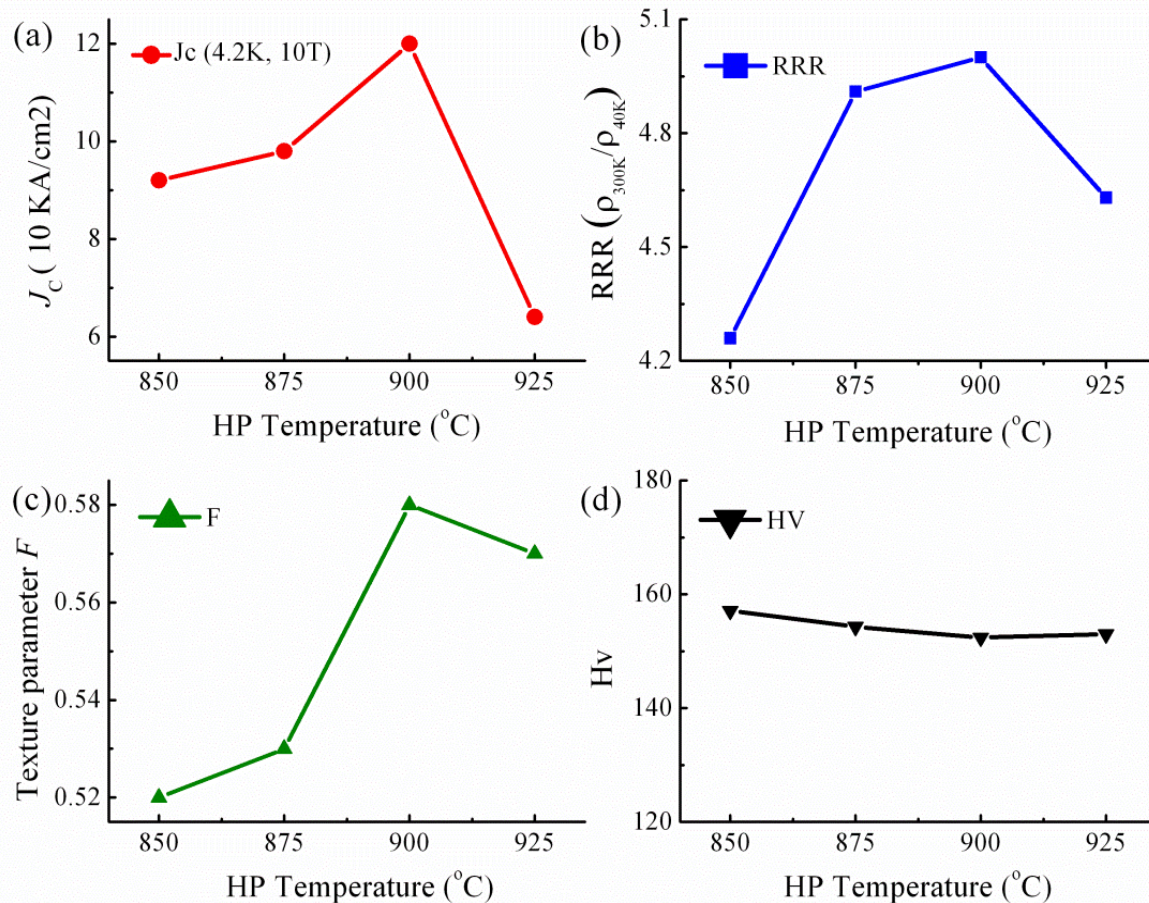 (a)
Jc (4.2K, 10T)
J_C ( 10 KA/cm2)
12
10
8
6
850 875 900 925
HP Temperature (°C)
(b)
RRR
RRR (ρ300K/ρ40K)
5.1
4.8
4.5
4.2
850 875 900 925
HP Temperature (°C)
(c)
F
Texture parameter F
0.58
0.56
0.54
0.52
850 875 900 925
HP Temperature (°C)
(d)
HV
Hv
180
160
140
120
850 875 900 925
HP Temperature (°C)